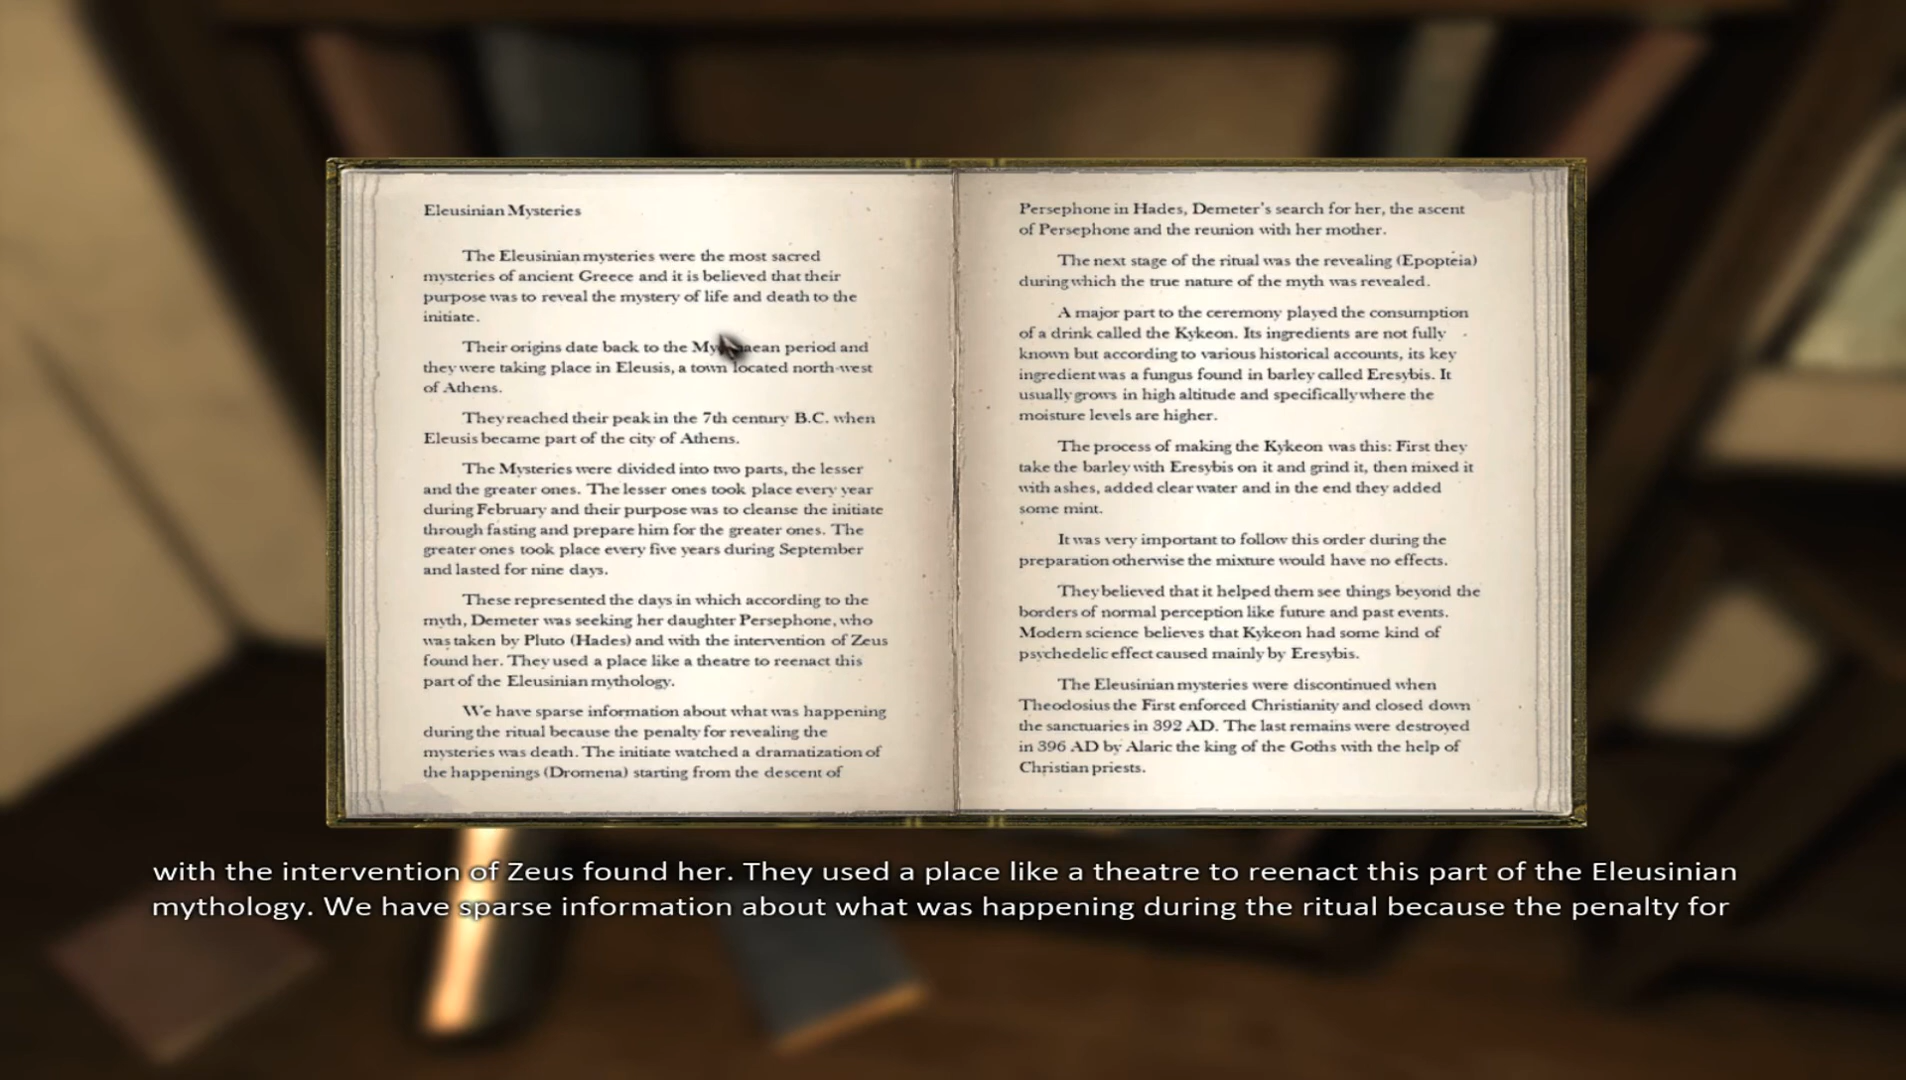 Eleusinian Mysteries
The Eleusinian mysteries were the most sacred
mysteries of ancient Greece and it is believed that their
purpose was to reveal the mystery of life and death to the
initiate.
Their origins date back to the period and
they were taking place in Eleusis, a town located north-west
of Athens.
They reached their peak in the 7th century B.C. when
Eleusis became part of the city of Athens.
The Mysteries were divided into two parts, the lesser
and the greater ones. The lesser ones took place every year
during February and their purpose was to cleanse the initiate
through fasting and prepare him for the greater ones. The
greater ones took place every five years during September
and lasted for nine days.
These represented the days in which according to the
myth, Demeter was seeking her daughter Persephone, who
was taken by Pluto (Hades) and with the intervention of Zeus
found her. They used a place like a theatre to reenact this
part of the Eleusinian mythology.
We have sparse information about what was happening
during the ritual because the penalty for revealing the
mysteries was death. The initiate watched a dramatization of
the happenings (Dromena) starting from the descent of
Persephone in Hades, Demeter's search for her, the ascent
of Persephone and the reunion with her mother.
The next stage of the ritual was the revealing (Epopteia)
during which the true nature of the myth was revealed.
A major part to the ceremony played the consumption
of a drink called the Kykeon. Its ingredients are not fully
known but according to various historical accounts, its key
ingredient was a fungus found in barley called Eresybis. It
usually grows in high altitude and specifically where the
moisture levels are higher.
The process of making the Kykeon was this: First they
take the barley with Eresybis on it and grind it, then mixed it
with ashes, added clear water and in the end they added
some mint.
It was very important to follow this order during the
preparation otherwise the mixture would have no effects.
They believed that it helped them see things beyond the
borders of normal perception like future and past events.
Modern science believes that Kykeon had some kind of
psychedelic effect caused mainly by Eresybis.
The Eleusinian mysteries were discontinued when
Theodosius the First enforced Christianity and closed down
the sanctuaries in 392 AD. The last remains were destroyed
in 396 AD by Alaric the king of the Goths with the help of
Christian priests.
with the intervention of Zeus found her. They used a place like a theatre to reenact this part of the Eleusinian
mythology. We have sparse information about what was happening during the ritual because the penalty for